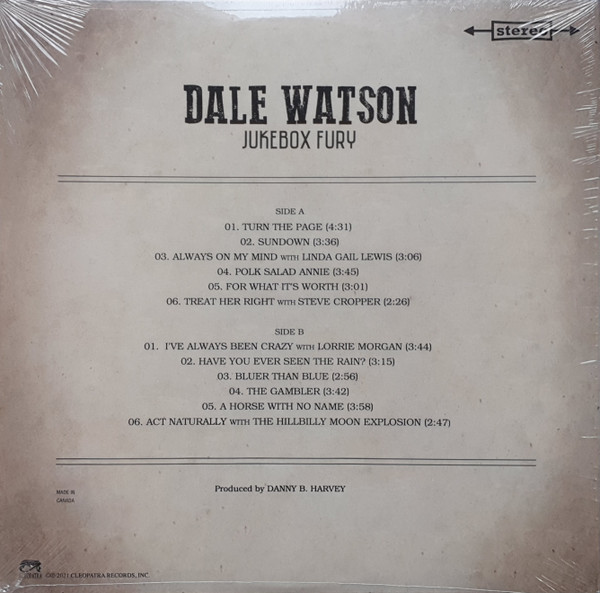 stereo
DALE WATSON
JUKEBOX FURY
SIDE A
01. TURN THE PAGE (4:31)
02. SUNDOWN (3:36)
03. ALWAYS ON MY MIND WITH LINDA GAIL LEWIS (3:06)
04. POLK SALAD ANNIE (3:45)
05. FOR WHAT IT'S WORTH (3:01)
06. TREAT HER RIGHT WITH STEVE CROPPER (2:26)
SIDE B
01. I'VE ALWAYS BEEN CRAZY WITH LORRIE MORGAN (3:44)
02. HAVE YOU EVER SEEN THE RAIN? (3:15)
03. BLUER THAN BLUE (2:56)
04. THE GAMBLER (3:42)
05. A HORSE WITH NO NAME (3:58)
06. ACT NATURALLY WITH THE HILLBILLY MOON EXPLOSION (2:47)
Produced by DANNY B. HARVEY
MADE IN
CANADA
℗© 2021 CLEOPATRA RECORDS, INC.